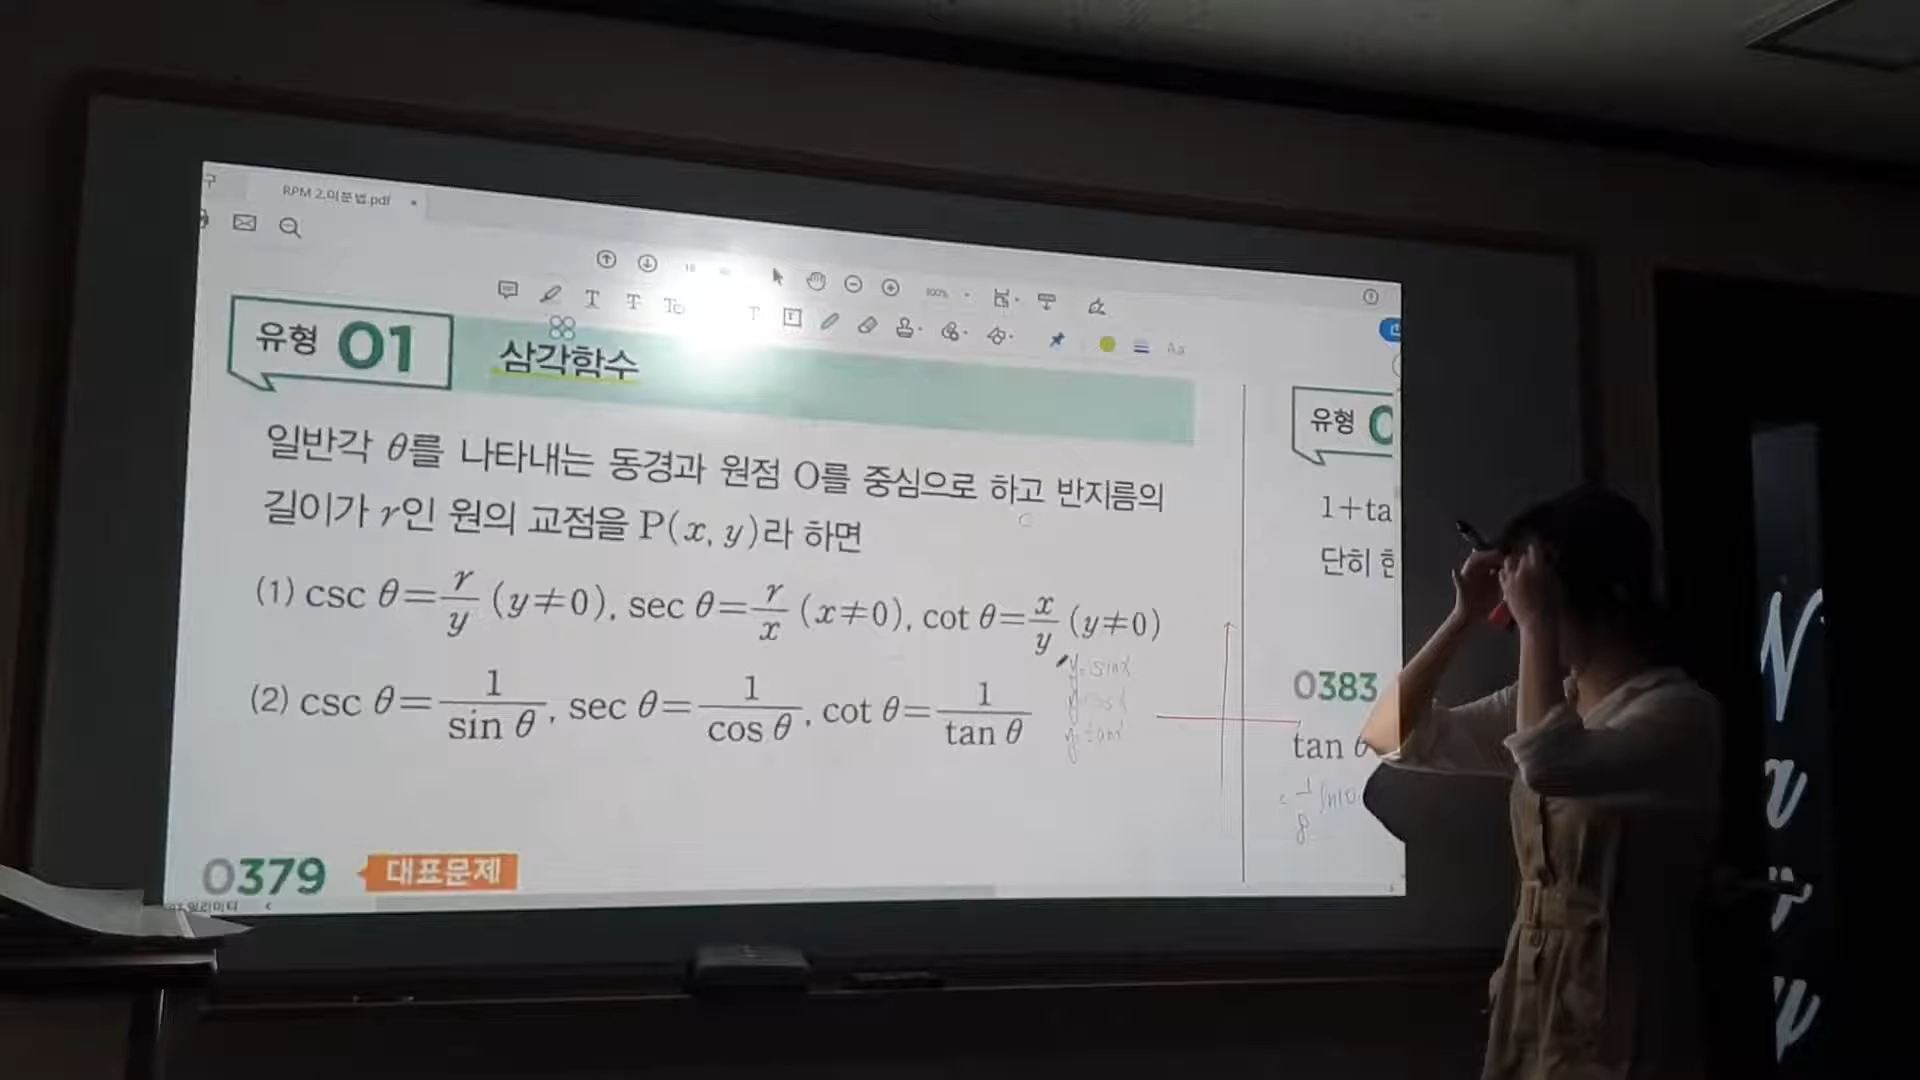 RPM 2.미분법.pdf
유형 01 삼각함수
일반각 θ를 나타내는 동경과 원점 O를 중심으로 하고 반지름의
길이가 r인 원의 교점을 P(x, y)라 하면
(1) csc θ=r/y (y≠0), sec θ=r/x (x≠0), cot θ=x/y (y≠0)
(2) csc θ=1/sin θ, sec θ=1/cos θ, cot θ=1/tan θ
y=sinx
y=cosx
y=tanx
0379 대표문제
유형
1+ta
단히
0383
tan θ